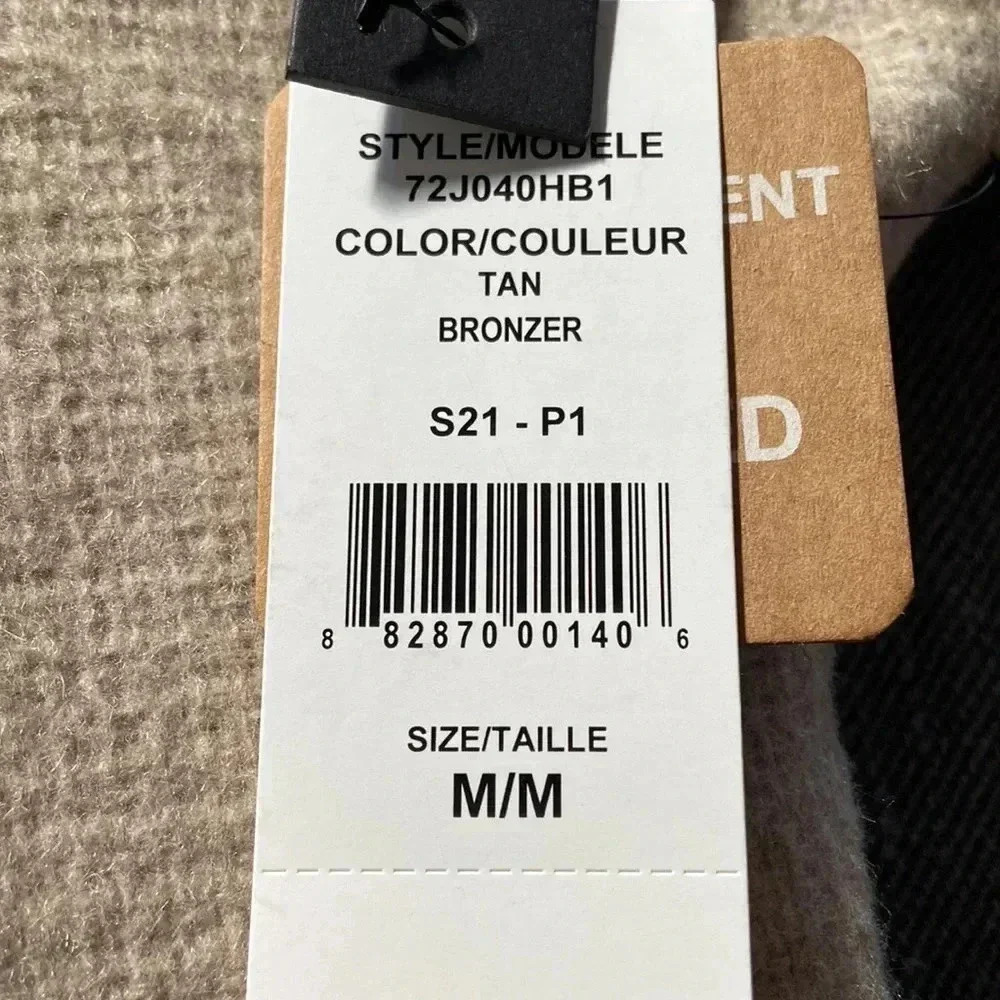 STYLE/MODELE
72J040HB1
COLOR/COULEUR
TAN
BRONZER
S21 - P1
8 82870 00140 6
SIZE/TAILLE
M/M
ENT
D